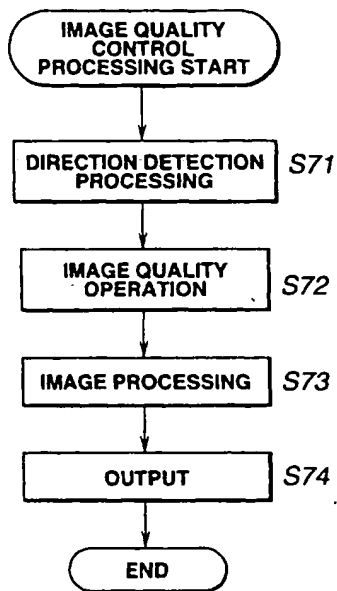 IMAGE QUALITY
CONTROL
PROCESSING START
DIRECTION DETECTION
PROCESSING
S71
IMAGE QUALITY
OPERATION
S72
IMAGE PROCESSING
S73
OUTPUT
S74
END